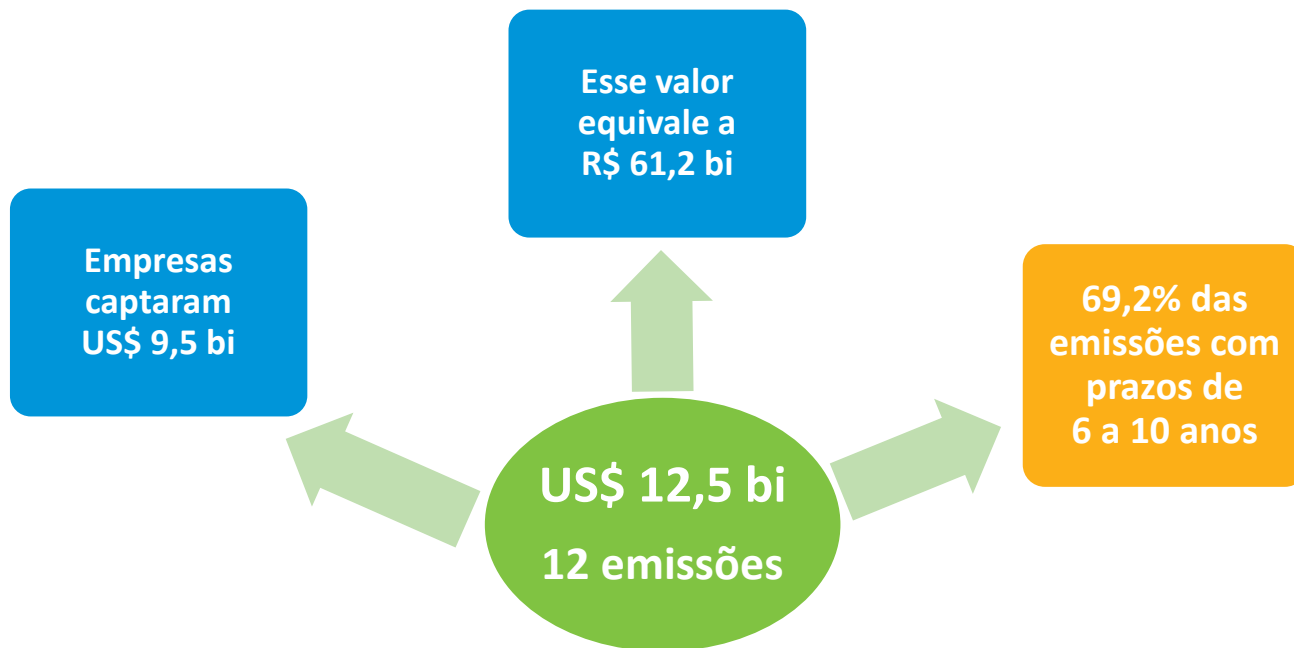 Esse valor
equivale a
R$ 61,2 bi
Empresas
captaram
US$ 9,5 bi
69,2% das
emissões com
prazos de
6 a 10 anos
US$ 12,5 bi
12 emissões